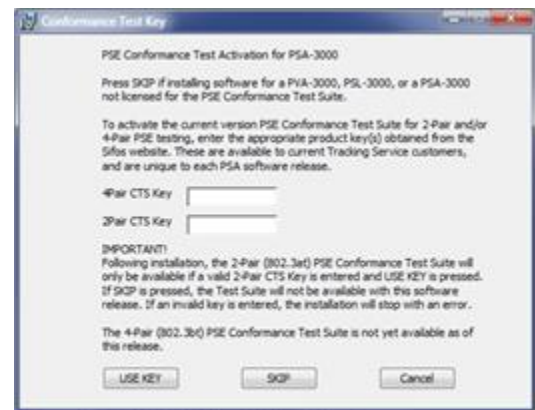 Conformance Test Key
PSE Conformance Test Activation for PSA-3000
Press SKIP if installing software for a PVA-3000, PSL-3000, or a PSA-3000
not licensed for the PSE Conformance Test Suite.
To activate the current version PSE Conformance Test Suite for 2-Pair and/or
4-Pair PSE testing, enter the appropriate product key(s) obtained from the
Sifos website. These are available to current Tracking Service customers,
and are unique to each PSA software release.
4Pair CTS Key
2Pair CTS Key
IMPORTANT!
Following installation, the 2-Pair (802.3at) PSE Conformance Test Suite will
only be available if a valid 2-Pair CTS Key is entered and USE KEY is pressed.
If SKIP is pressed, the Test Suite will not be available with this software
release. If an invalid key is entered, the installation will stop with an error.
The 4-Pair (802.3bt) PSE Conformance Test Suite is not yet available as of
this release.
USE KEY SKIP Cancel